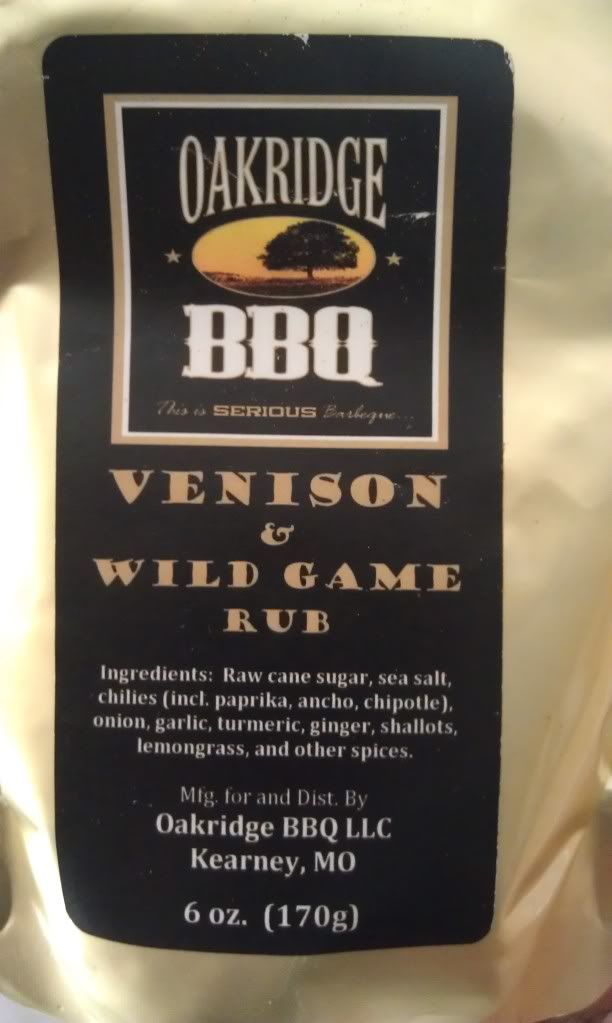 OAKRIDGE
BBQ
This is SERIOUS Barbeque...
VENISON
&
WILD GAME
RUB
Ingredients: Raw cane sugar, sea salt,
chilies (incl. paprika, ancho, chipotle),
onion, garlic, turmeric, ginger, shallots,
lemongrass, and other spices.
Mfg. for and Dist. By
Oakridge BBQ LLC
Kearney, MO
6 oz. (170g)